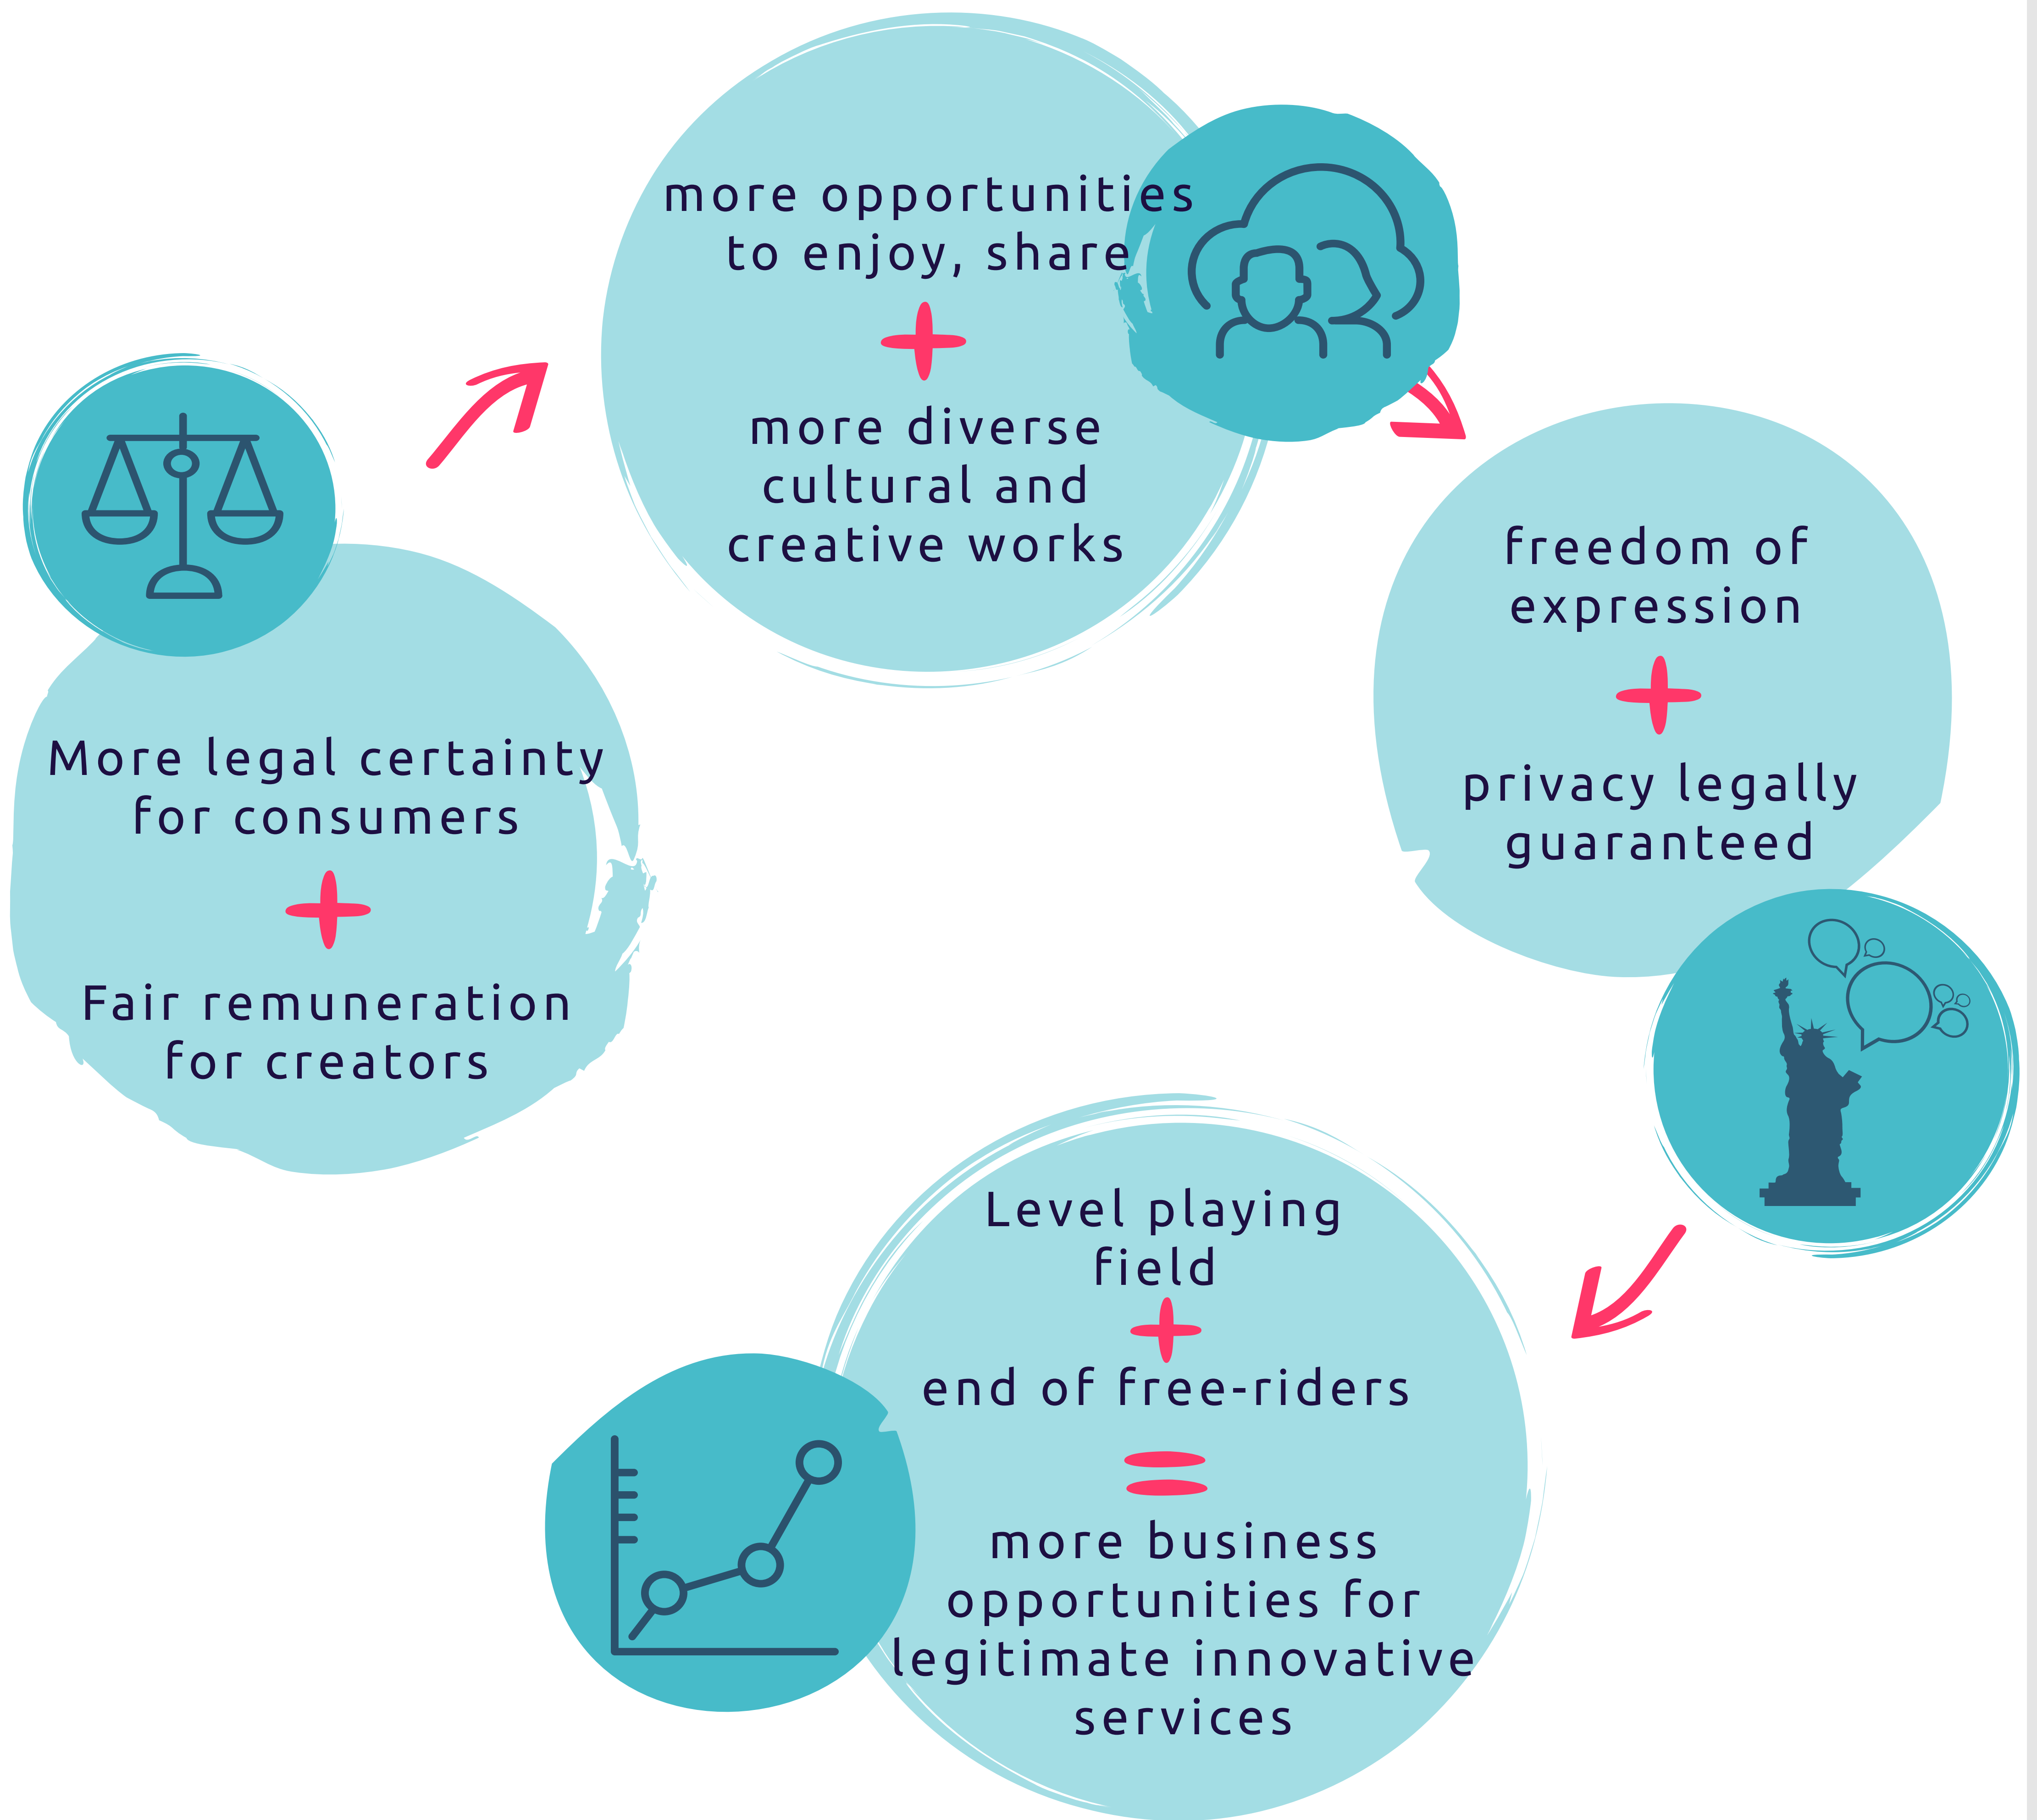 More legal certainty
for consumers
+
Fair remuneration
for creators
more opportunities
to enjoy, share
+
more diverse
cultural and
creative works
freedom of
expression
+
privacy legally
guaranteed
Level playing
field
+
end of free-riders
=
more business
opportunities for
legitimate innovative
services